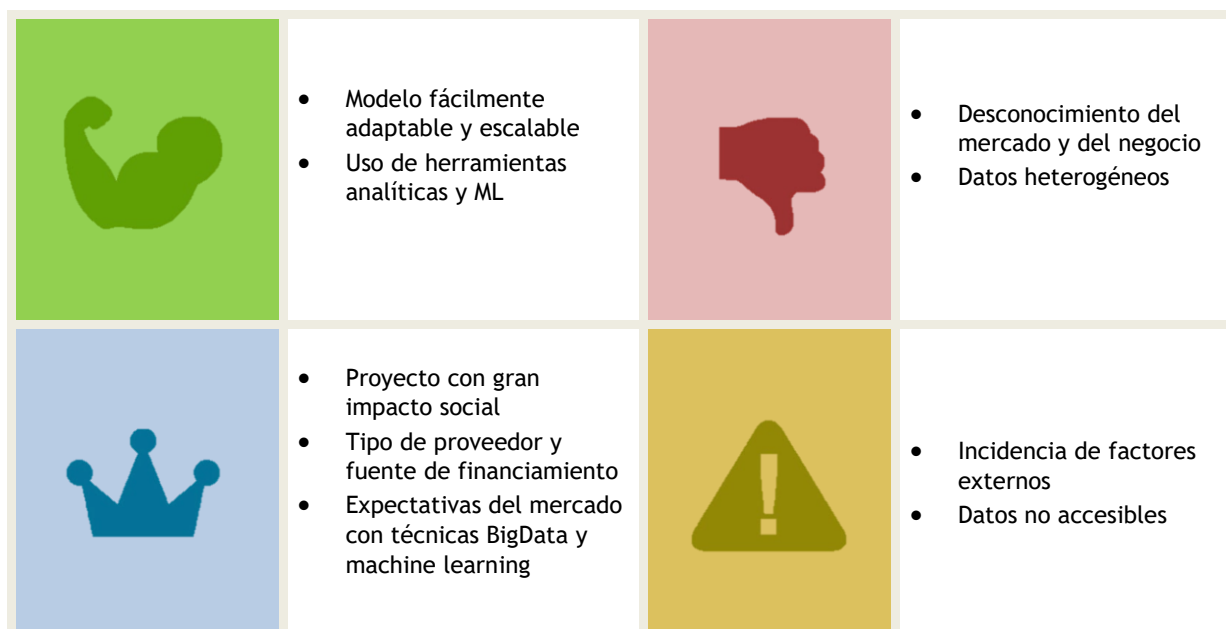 • Modelo fácilmente
adaptable y escalable
• Uso de herramientas
analíticas y ML
• Desconocimiento del
mercado y del negocio
• Datos heterogéneos
• Proyecto con gran
impacto social
• Tipo de proveedor y
fuente de financiamiento
• Expectativas del mercado
con técnicas BigData y
machine learning
• Incidencia de factores
externos
• Datos no accesibles